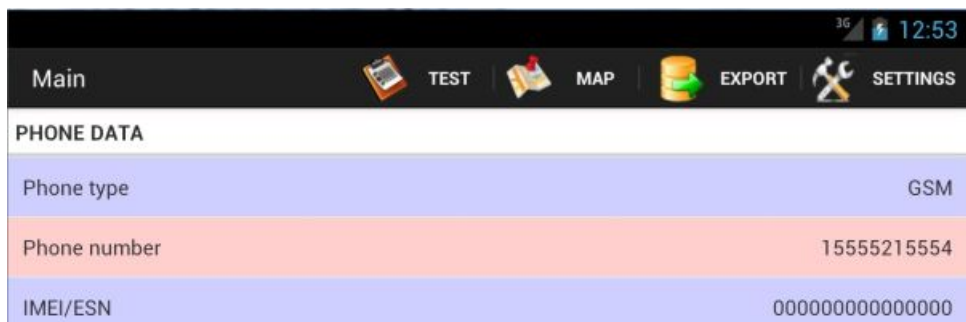 3G 12:53
Main TEST MAP EXPORT SETTINGS
PHONE DATA
Phone type GSM
Phone number 15555215554
IMEI/ESN 000000000000000